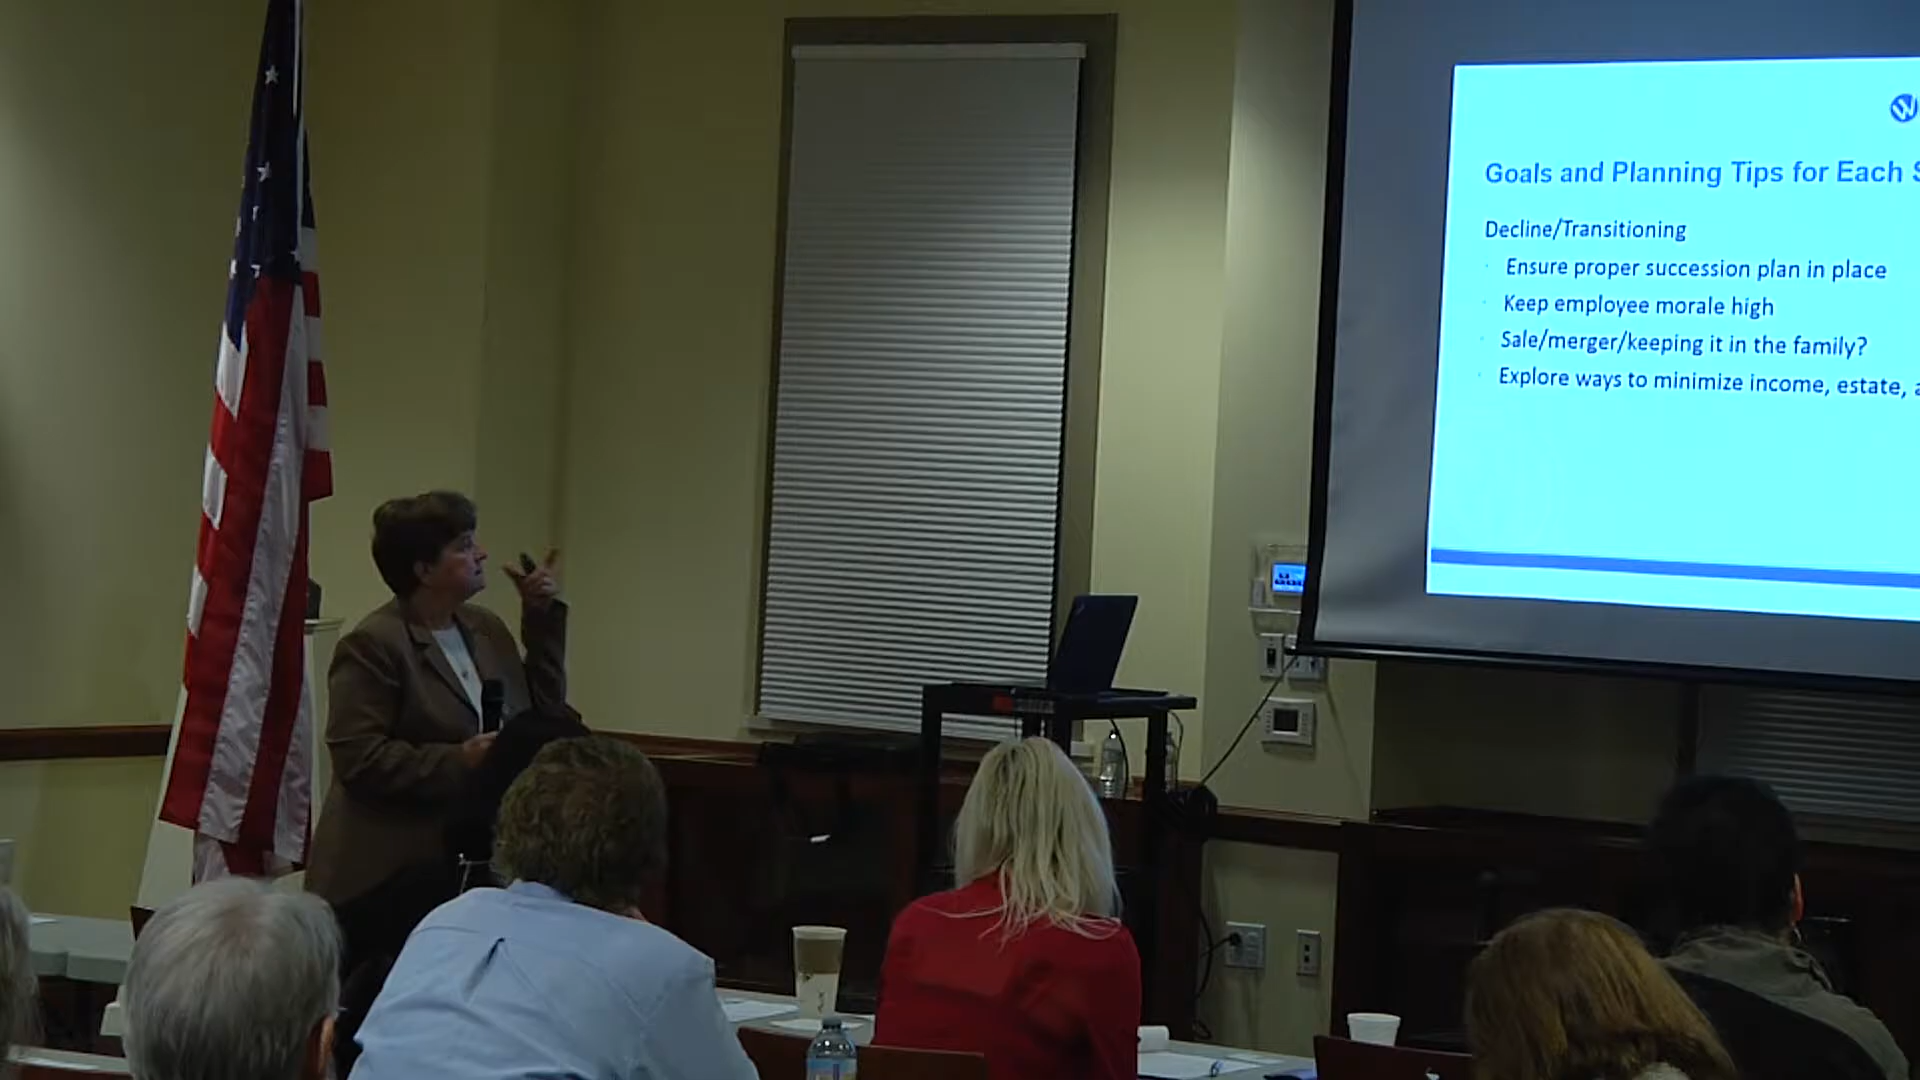 W
Goals and Planning Tips for Each
Decline/Transitioning
Ensure proper succession plan in place
Keep employee morale high
Sale/merger/keeping it in the family?
Explore ways to minimize income, estate,